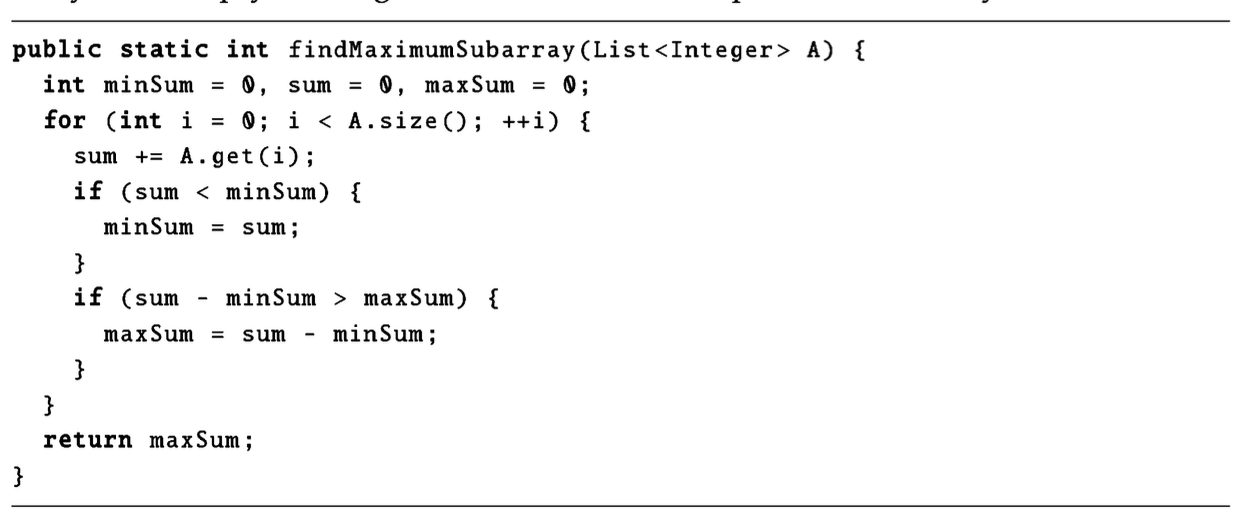 public static int findMaximumSubarray(List<Integer> A) {
  int minSum = 0, sum = 0, maxSum = 0;
  for (int i = 0; i < A.size(); ++i) {
    sum += A.get(i);
    if (sum < minSum) {
      minSum = sum;
    }
    if (sum - minSum > maxSum) {
      maxSum = sum - minSum;
    }
  }
  return maxSum;
}